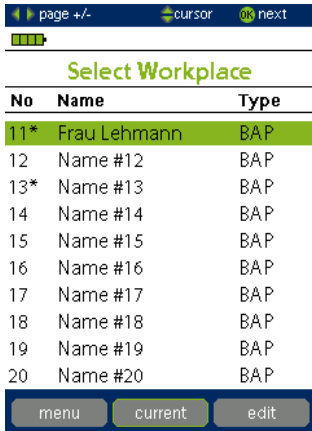 page +/- cursor OK next
Select Workplace
No Name Type
11* Frau Lehmann BAP
12 Name #12 BAP
13* Name #13 BAP
14 Name #14 BAP
15 Name #15 BAP
16 Name #16 BAP
17 Name #17 BAP
18 Name #18 BAP
19 Name #19 BAP
20 Name #20 BAP
menu current edit